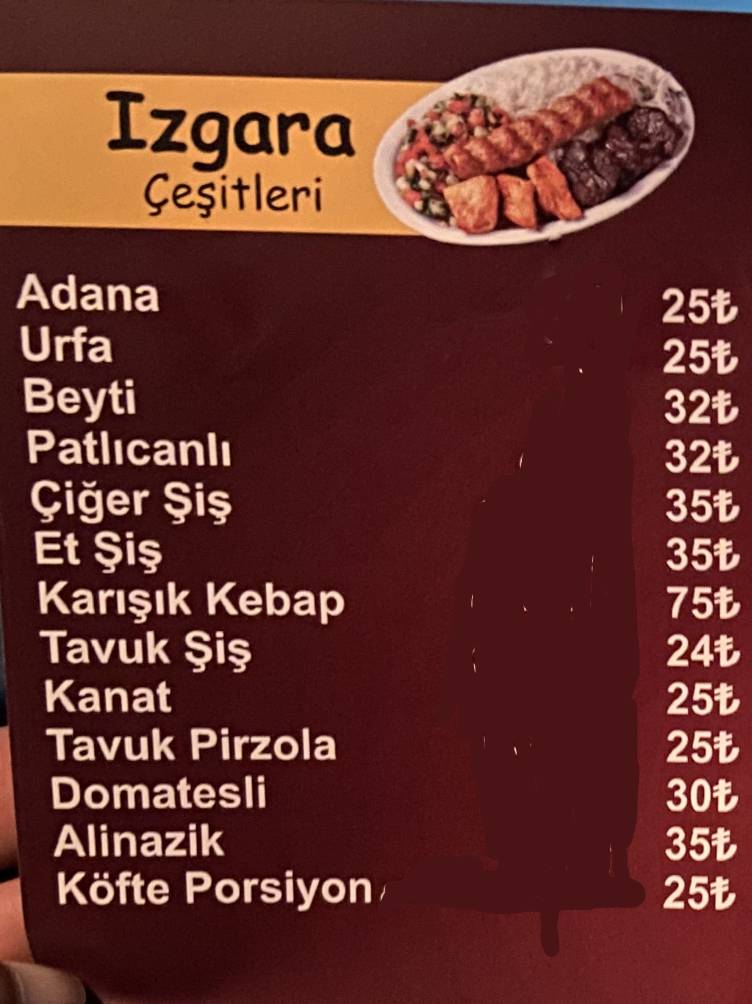 Izgara
Çeşitleri
Adana 25₺
Urfa 25₺
Beyti 32₺
Patlıcanlı 32₺
Çiğer Şiş 35₺
Et Şiş 35₺
Karışık Kebap 75₺
Tavuk Şiş 24₺
Kanat 25₺
Tavuk Pirzola 25₺
Domatesli 30₺
Alinazik 35₺
Köfte Porsiyon 25₺